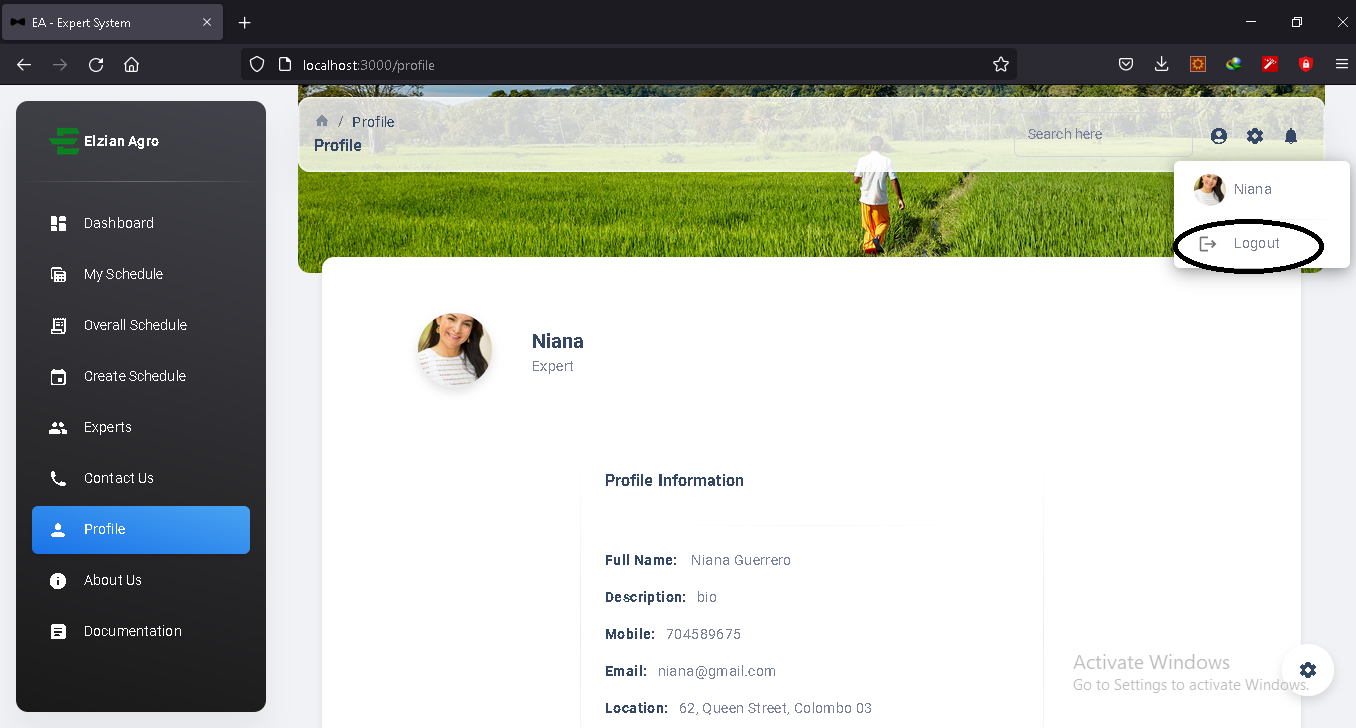 EA - Expert System
localhost:3000/profile
Elzian Agro
Dashboard
My Schedule
Overall Schedule
Create Schedule
Experts
Contact Us
Profile
About Us
Documentation
/ Profile
Profile
Search here
Niana
Logout
Niana
Expert
Profile Information
Full Name: Niana Guerrero
Description: bio
Mobile: 704589675
Email: niana@gmail.com
Location: 62, Queen Street, Colombo 03
Activate Windows
Go to Settings to activate Windows.